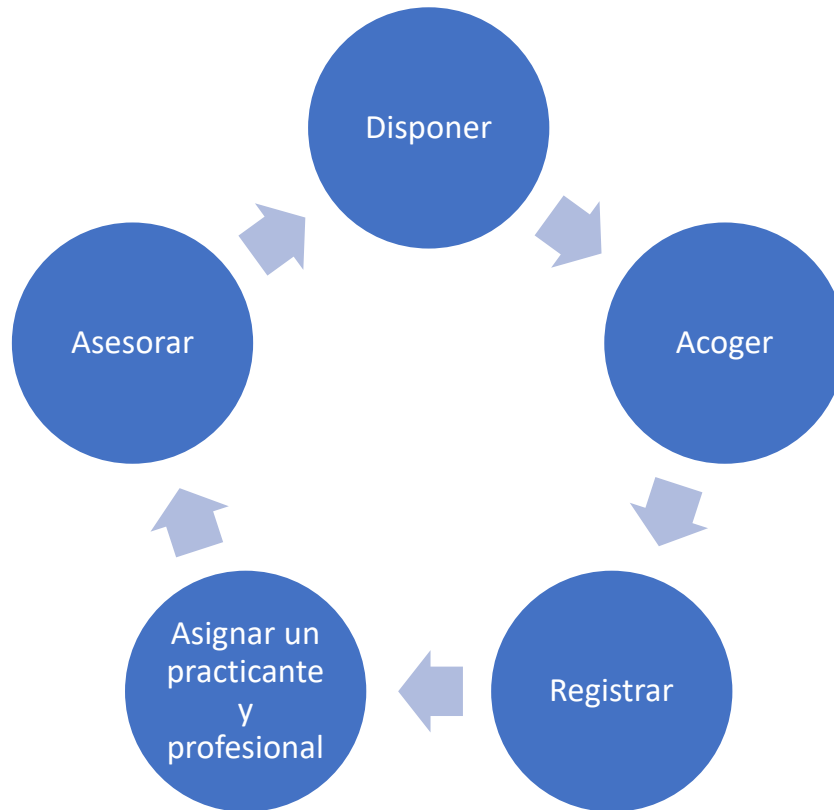 Disponer
Acoger
Registrar
Asignar un
practicante
y
profesional
Asesorar